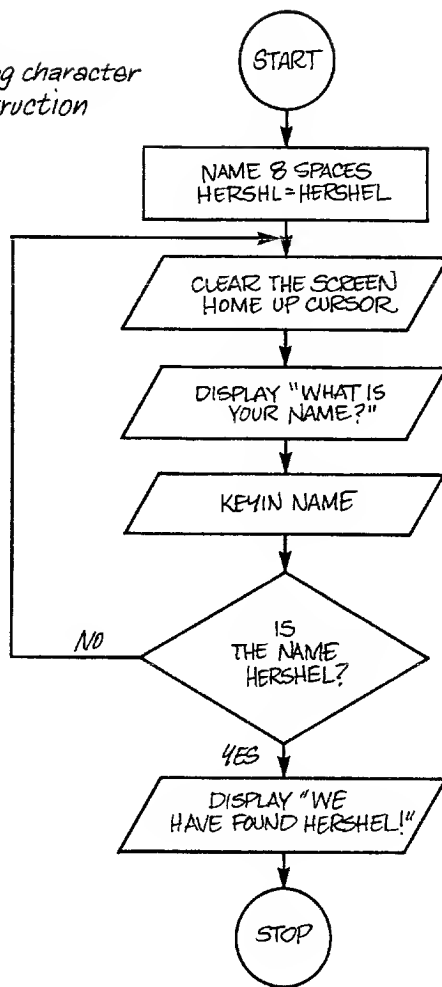 character
START
NAME 8 SPACES
HERSHL = HERSHEL
CLEAR THE SCREEN
HOME UP CURSOR
DISPLAY "WHAT IS
YOUR NAME?"
KEYIN NAME
IS
THE NAME
HERSHEL?
NO
YES
DISPLAY "WE
HAVE FOUND HERSHEL!"
STOP